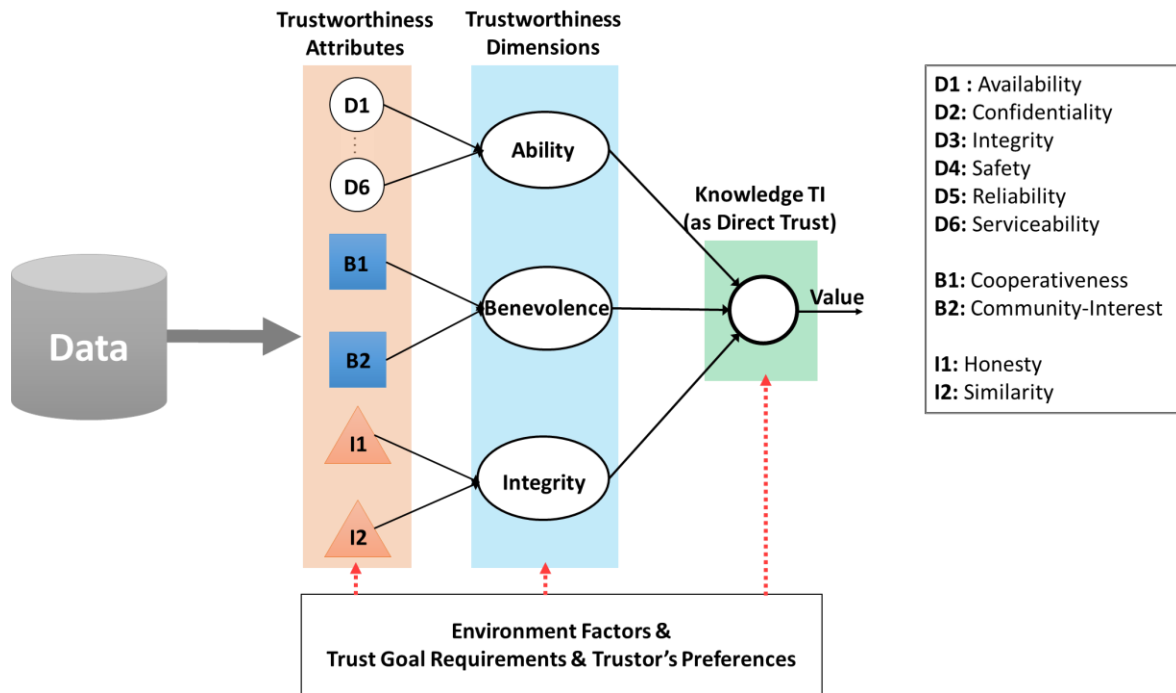 Trustworthiness
Attributes
Trustworthiness
Dimensions
D1
D6
B1
B2
I1
I2
Ability
Benevolence
Integrity
Data
Knowledge TI
(as Direct Trust)
Value
Environment Factors &
Trust Goal Requirements & Trustor's Preferences
D1 : Availability
D2: Confidentiality
D3: Integrity
D4: Safety
D5: Reliability
D6: Serviceability
B1: Cooperativeness
B2: Community-Interest
I1: Honesty
I2: Similarity